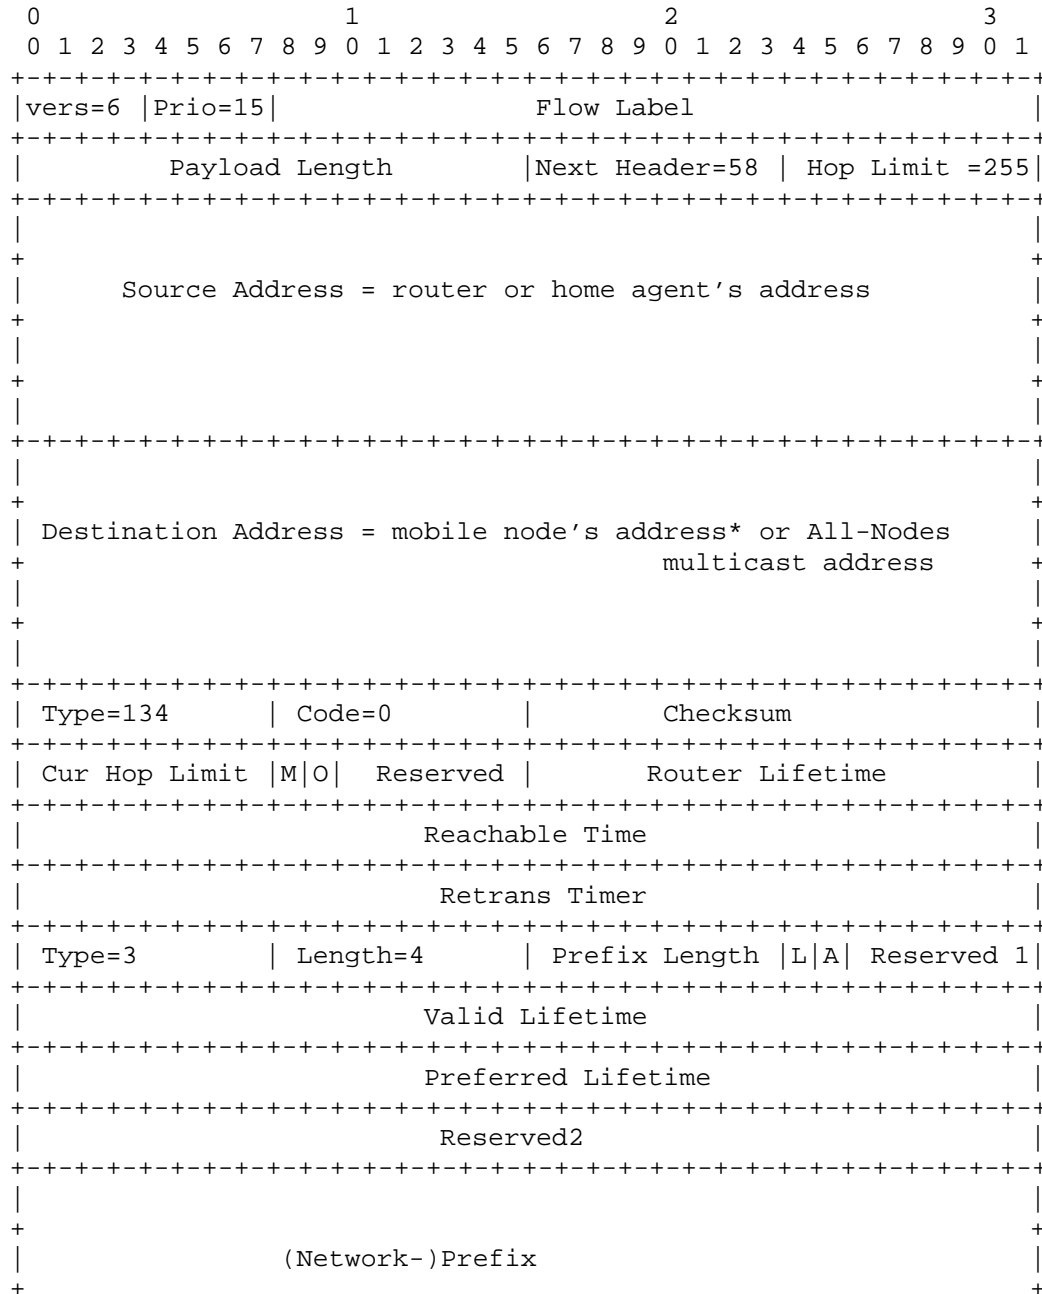 0                   1                   2                   3
 0 1 2 3 4 5 6 7 8 9 0 1 2 3 4 5 6 7 8 9 0 1 2 3 4 5 6 7 8 9 0 1
+-+-+-+-+-+-+-+-+-+-+-+-+-+-+-+-+-+-+-+-+-+-+-+-+-+-+-+-+-+-+-+-+
|vers=6 |Prio=15|                Flow Label                     |
+-+-+-+-+-+-+-+-+-+-+-+-+-+-+-+-+-+-+-+-+-+-+-+-+-+-+-+-+-+-+-+-+
|         Payload Length        |Next Header=58 | Hop Limit =255|
+-+-+-+-+-+-+-+-+-+-+-+-+-+-+-+-+-+-+-+-+-+-+-+-+-+-+-+-+-+-+-+-+
|                                                               |
+                                                               +
|      Source Address = router or home agent's address          |
+                                                               +
|                                                               |
+                                                               +
|                                                               |
+-+-+-+-+-+-+-+-+-+-+-+-+-+-+-+-+-+-+-+-+-+-+-+-+-+-+-+-+-+-+-+-+
|                                                               |
+                                                               +
| Destination Address = mobile node's address* or All-Nodes     |
+                                        multicast address      +
|                                                               |
+                                                               +
|                                                               |
+-+-+-+-+-+-+-+-+-+-+-+-+-+-+-+-+-+-+-+-+-+-+-+-+-+-+-+-+-+-+-+-+
| Type=134      | Code=0        |        Checksum               |
+-+-+-+-+-+-+-+-+-+-+-+-+-+-+-+-+-+-+-+-+-+-+-+-+-+-+-+-+-+-+-+-+
| Cur Hop Limit |M|O|  Reserved |       Router Lifetime         |
+-+-+-+-+-+-+-+-+-+-+-+-+-+-+-+-+-+-+-+-+-+-+-+-+-+-+-+-+-+-+-+-+
|                         Reachable Time                        |
+-+-+-+-+-+-+-+-+-+-+-+-+-+-+-+-+-+-+-+-+-+-+-+-+-+-+-+-+-+-+-+-+
|                          Retrans Timer                        |
+-+-+-+-+-+-+-+-+-+-+-+-+-+-+-+-+-+-+-+-+-+-+-+-+-+-+-+-+-+-+-+-+
| Type=3        | Length=4      | Prefix Length |L|A| Reserved 1|
+-+-+-+-+-+-+-+-+-+-+-+-+-+-+-+-+-+-+-+-+-+-+-+-+-+-+-+-+-+-+-+-+
|                         Valid Lifetime                        |
+-+-+-+-+-+-+-+-+-+-+-+-+-+-+-+-+-+-+-+-+-+-+-+-+-+-+-+-+-+-+-+-+
|                         Preferred Lifetime                    |
+-+-+-+-+-+-+-+-+-+-+-+-+-+-+-+-+-+-+-+-+-+-+-+-+-+-+-+-+-+-+-+-+
|                          Reserved2                            |
+-+-+-+-+-+-+-+-+-+-+-+-+-+-+-+-+-+-+-+-+-+-+-+-+-+-+-+-+-+-+-+-+
|                                                               |
+                                                               +
|                (Network-)Prefix                               |
+                                                               +